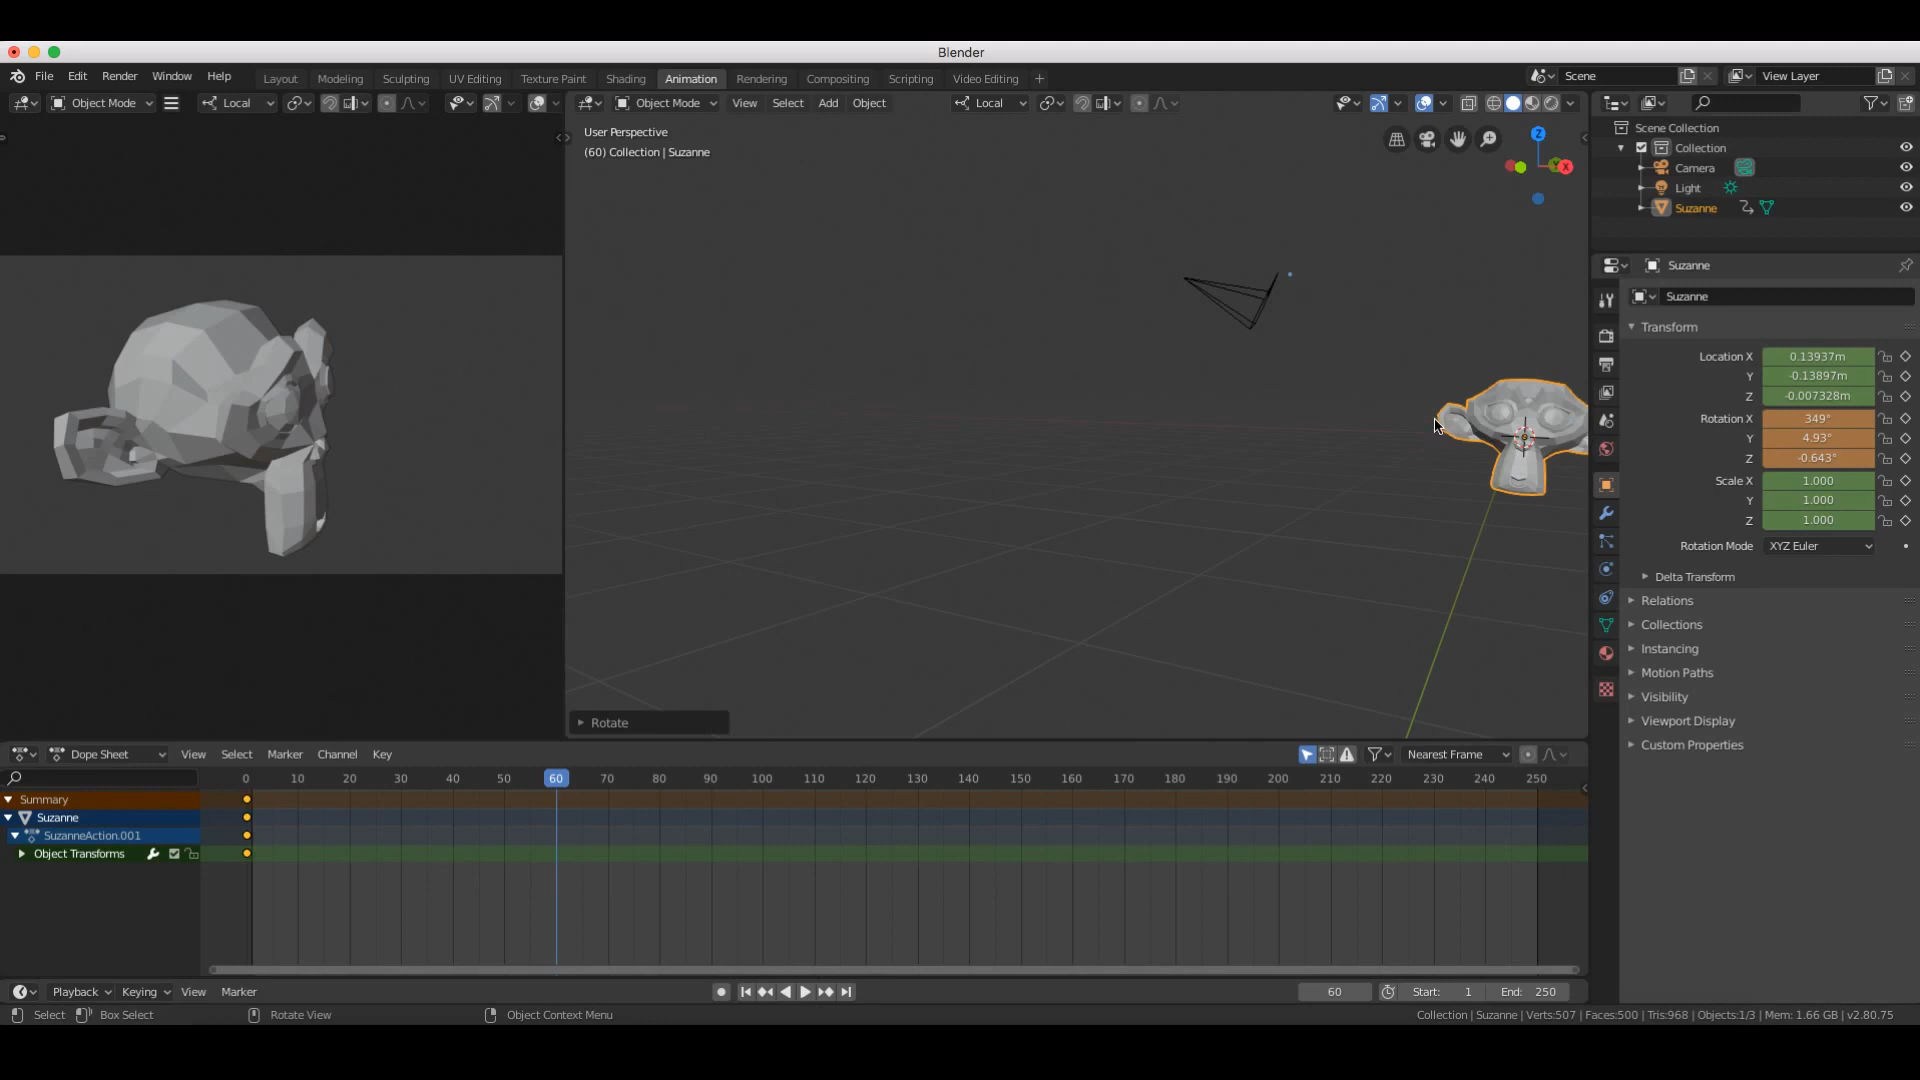 Blender
File Edit Render Window Help Layout Modeling Sculpting UV Editing Texture Paint Shading Animation Rendering Compositing Scripting Video Editing + Scene View Layer
Object Mode Local Object Mode View Select Add Object Local
User Perspective
(60) Collection | Suzanne
Z
Y X
Scene Collection
Collection
Camera
Light
Suzanne
Suzanne
Suzanne
Transform
Location X 0.13937m
Y -0.13897m
Z -0.007328m
Rotation X 349°
Y 4.93°
Z -0.643°
Scale X 1.000
Y 1.000
Z 1.000
Rotation Mode XYZ Euler
Delta Transform
Relations
Collections
Instancing
Motion Paths
Visibility
Viewport Display
Custom Properties
Rotate
Dope Sheet View Select Marker Channel Key Nearest Frame
0 10 20 30 40 50 60 70 80 90 100 110 120 130 140 150 160 170 180 190 200 210 220 230 240 250
Summary
Suzanne
SuzanneAction.001
Object Transforms
Playback Keying View Marker 60 Start: 1 End: 250
Select Box Select Rotate View Object Context Menu Collection | Suzanne | Verts:507 | Faces:500 | Tris:968 | Objects:1/3 | Mem: 1.66 GB | v2.80.75